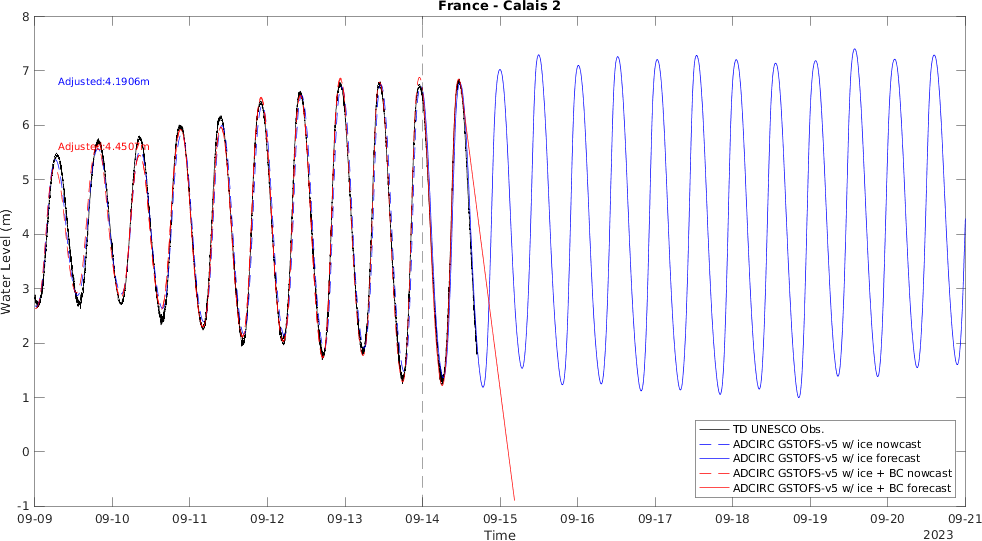 France - Calais 2
8
7
6
5
4
3
2
1
0
-1
Water Level (m)
Adjusted:4.1906m
Adjusted:4.4501m
TD UNESCO Obs.
ADCIRC GSTOFS-v5 w/ ice nowcast
ADCIRC GSTOFS-v5 w/ ice forecast
ADCIRC GSTOFS-v5 w/ ice + BC nowcast
ADCIRC GSTOFS-v5 w/ ice + BC forecast
09-09 09-10 09-11 09-12 09-13 09-14 09-15 09-16 09-17 09-18 09-19 09-20 09-21
Time
2023